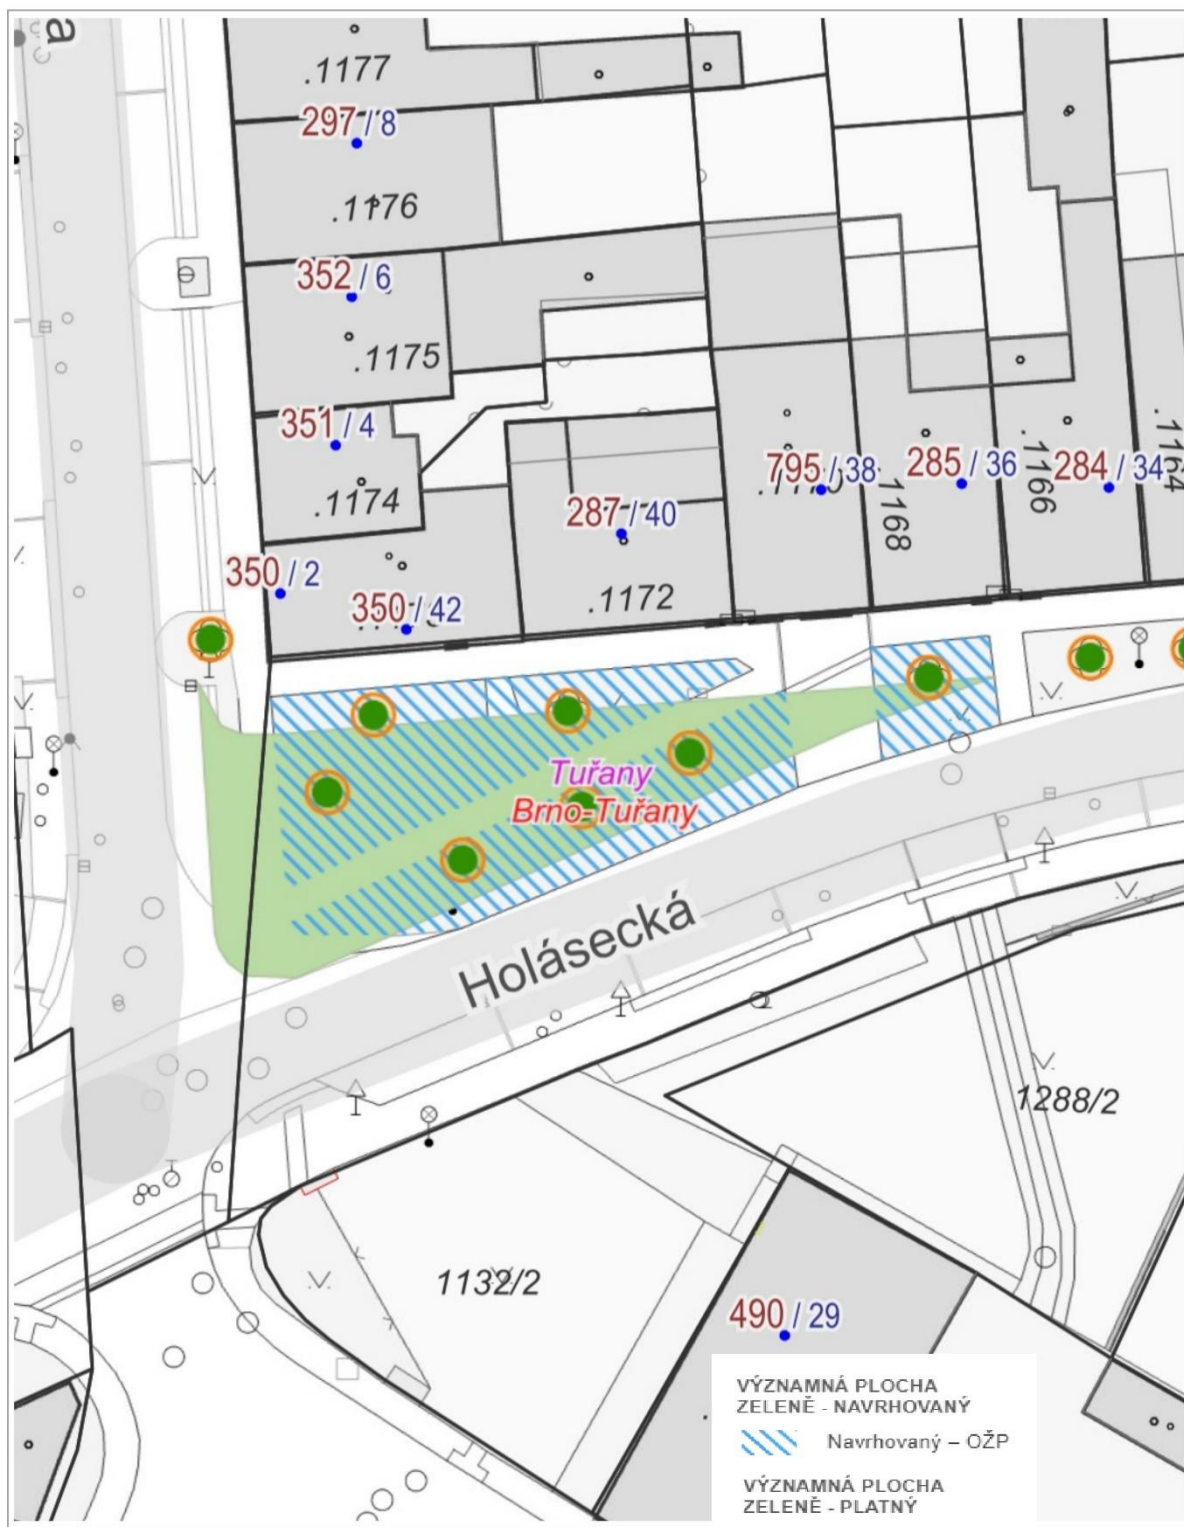 a
.1177
297 / 8
.1176
352 / 6
.1175
351 / 4
.1174
795 / 38
285 / 36
284 / 34
.1168
.1166
.1164
287 / 40
350 / 2
350 / 42
.1172
Tuřany
Brno-Tuřany
Holásecká
1288/2
1132/2
490 / 29
VÝZNAMNÁ PLOCHA
ZELENĚ - NAVRHOVANÝ
Navrhovaný – OŽP
VÝZNAMNÁ PLOCHA
ZELENĚ - PLATNÝ